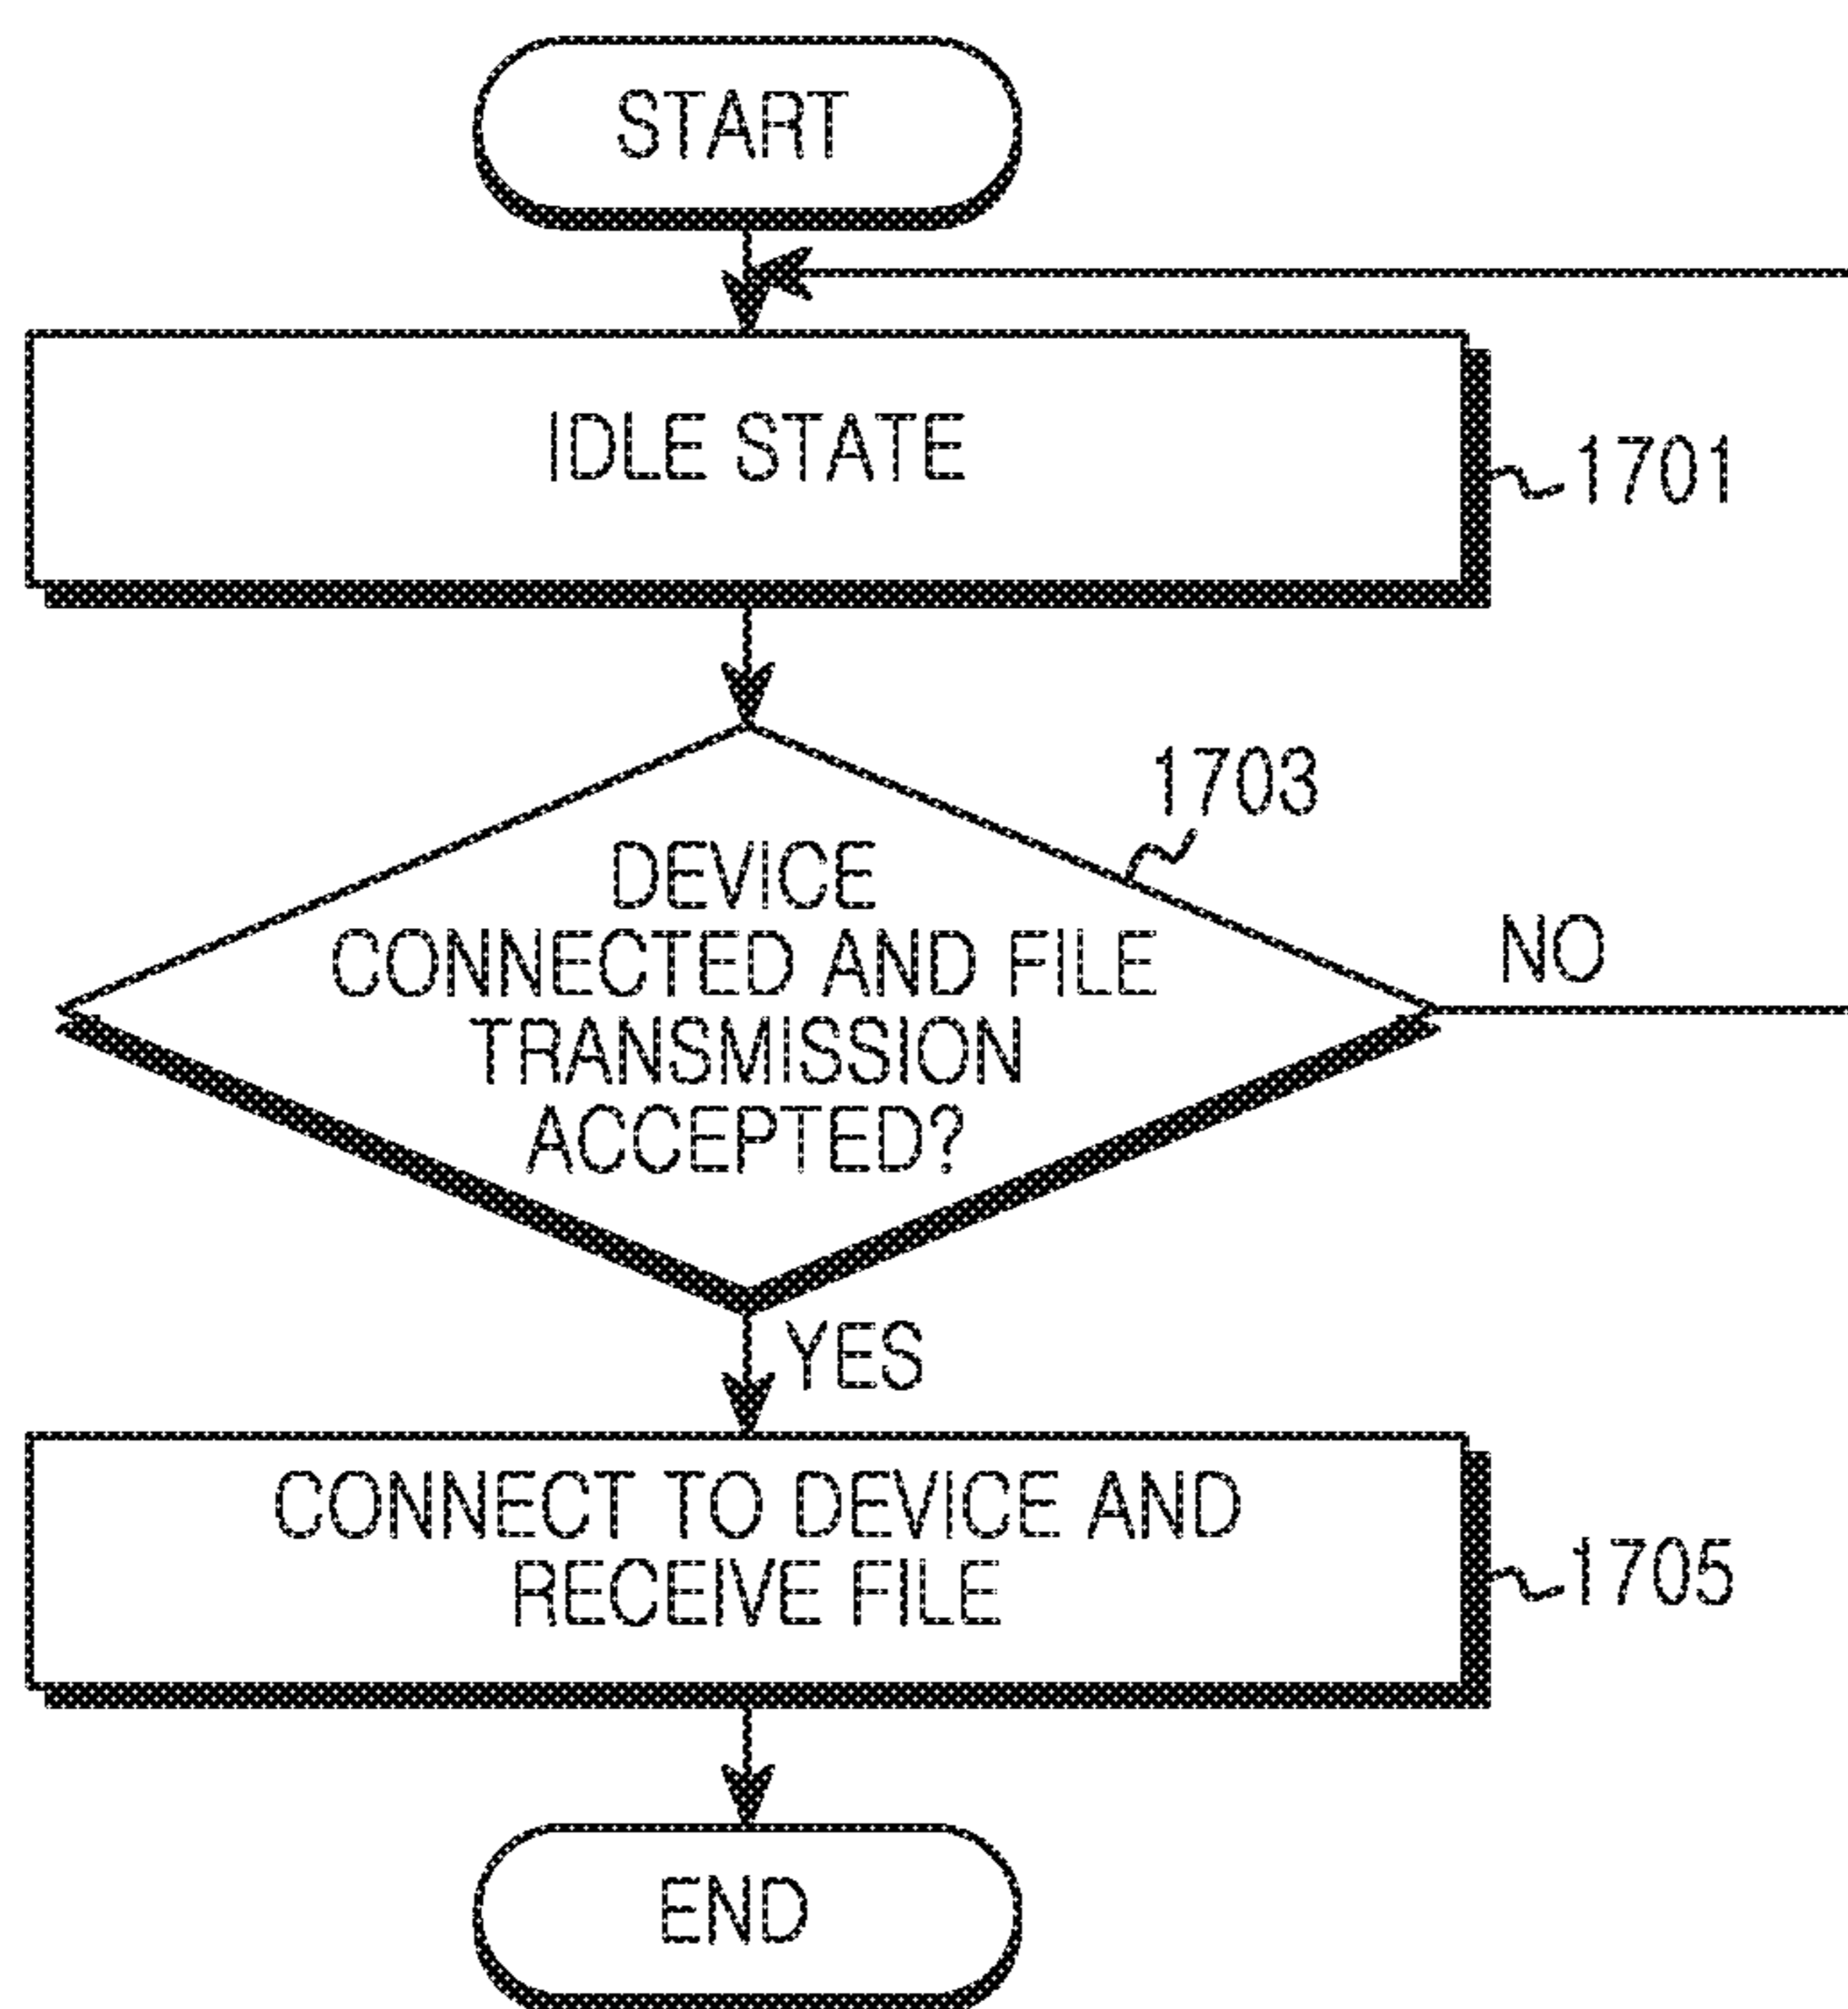 START
IDLE STATE
1701
1703
DEVICE
CONNECTED AND FILE
TRANSMISSION
ACCEPTED?
NO
YES
CONNECT TO DEVICE AND
RECEIVE FILE
1705
END